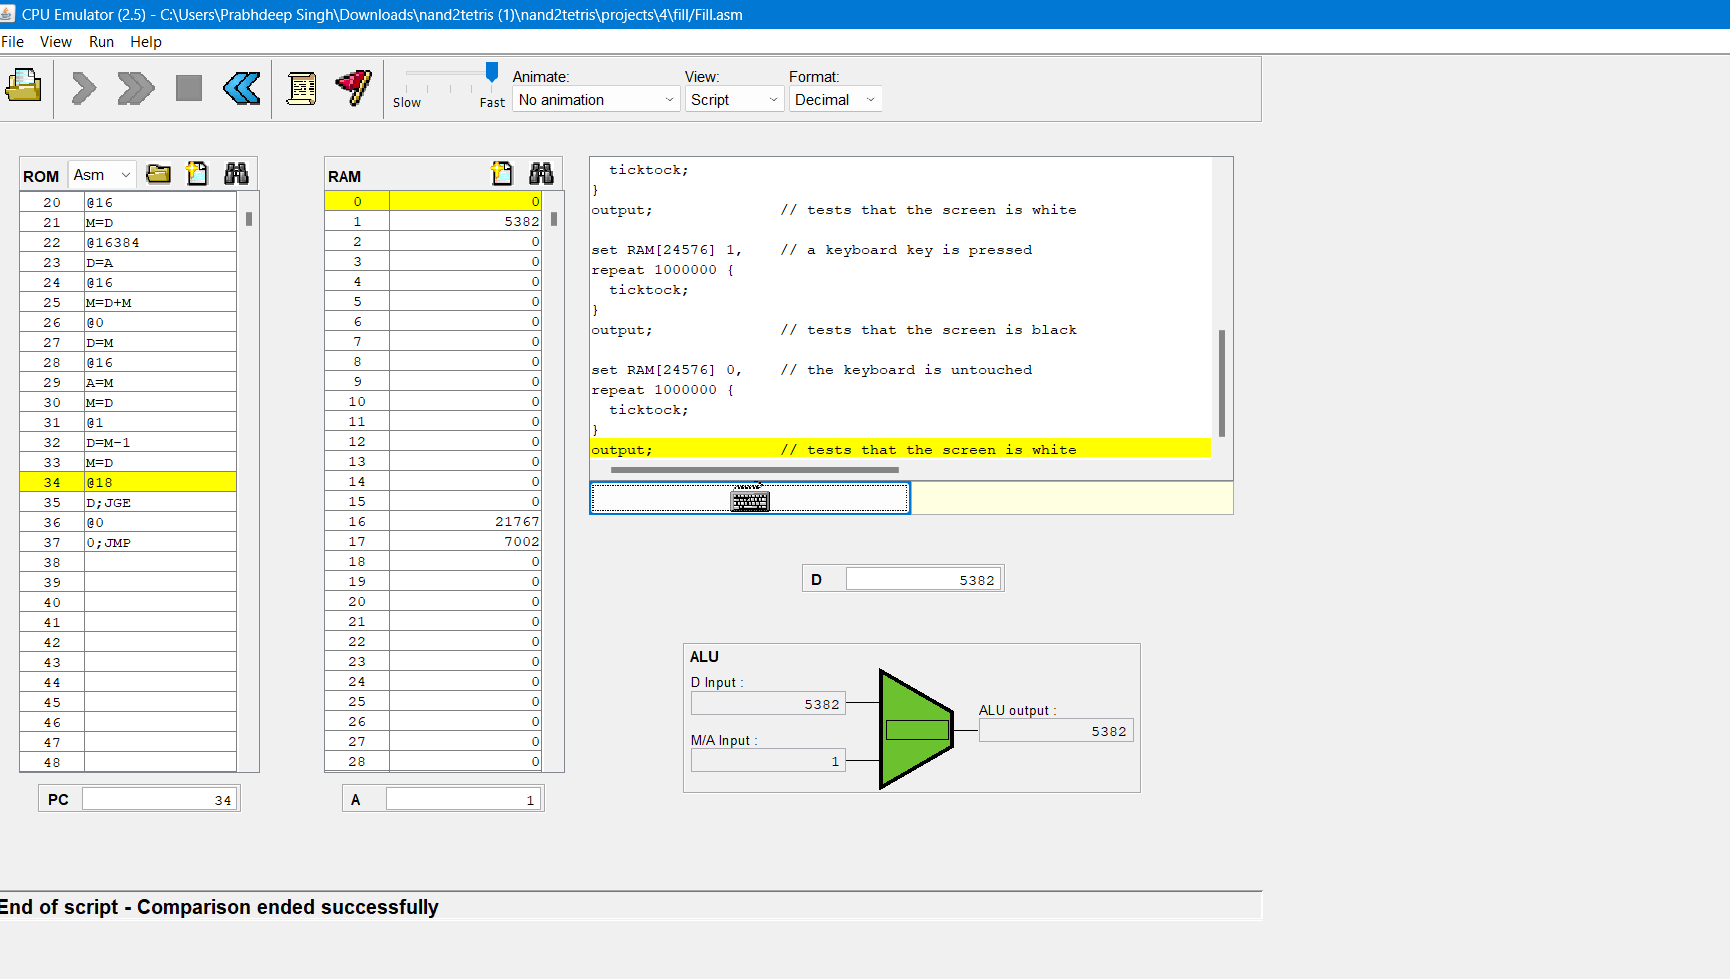 CPU Emulator (2.5) - C:\Users\Prabhdeep Singh\Downloads\nand2tetris (1)\nand2tetris\projects\4\fill/Fill.asm
File View Run Help
Animate: View: Format:
Slow Fast No animation Script Decimal
ROM Asm
20 @16
21 M=D
22 @16384
23 D=A
24 @16
25 M=D+M
26 @0
27 D=M
28 @16
29 A=M
30 M=D
31 @1
32 D=M-1
33 M=D
34 @18
35 D;JGE
36 @0
37 0;JMP
38
39
40
41
42
43
44
45
46
47
48
PC 34
RAM
0 0
1 5382
2 0
3 0
4 0
5 0
6 0
7 0
8 0
9 0
10 0
11 0
12 0
13 0
14 0
15 0
16 21767
17 7002
18 0
19 0
20 0
21 0
22 0
23 0
24 0
25 0
26 0
27 0
28 0
A 1
ticktock;
}
output; // tests that the screen is white
set RAM[24576] 1, // a keyboard key is pressed
repeat 1000000 {
ticktock;
}
output; // tests that the screen is black
set RAM[24576] 0, // the keyboard is untouched
repeat 1000000 {
ticktock;
}
output; // tests that the screen is white
D 5382
ALU
D Input :
5382
M/A Input :
1
ALU output :
5382
End of script - Comparison ended successfully